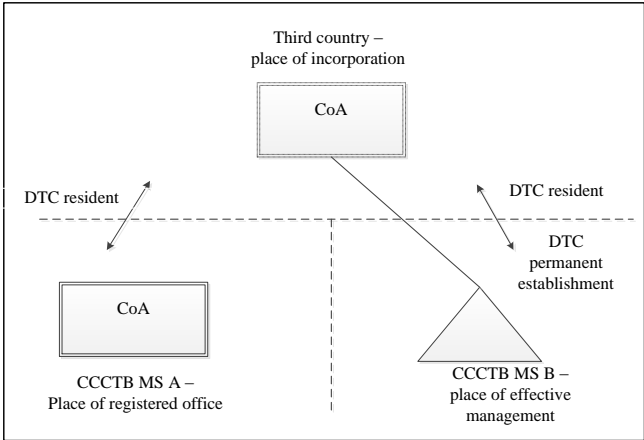 Third country –
place of incorporation
CoA
DTC resident
DTC resident
DTC
permanent
establishment
CoA
CCCTB MS A –
Place of registered office
CCCTB MS B –
place of effective
management